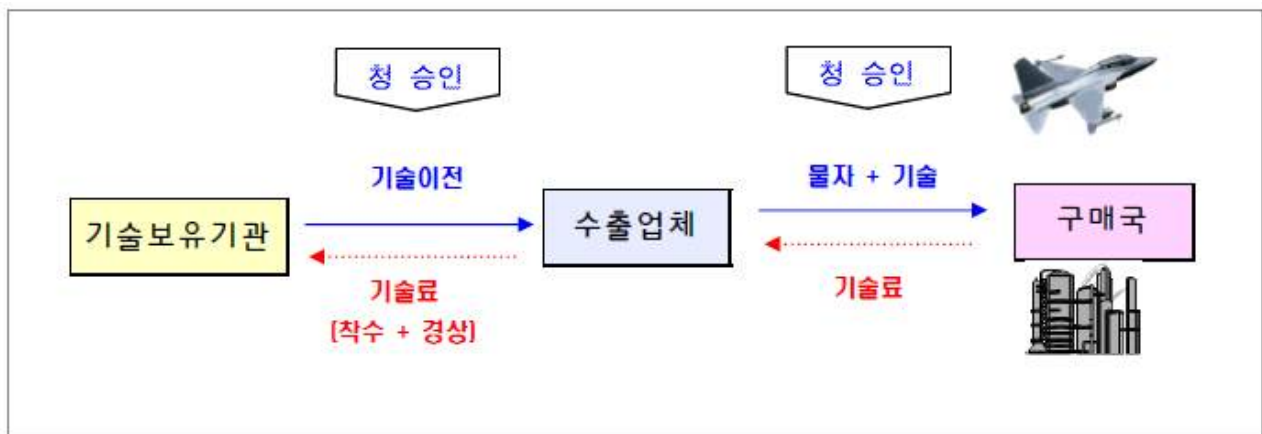 청 승인
청 승인
기술이전
물자 + 기술
기술보유기관
수출업체
구매국
기술료
(착수 + 경상)
기술료